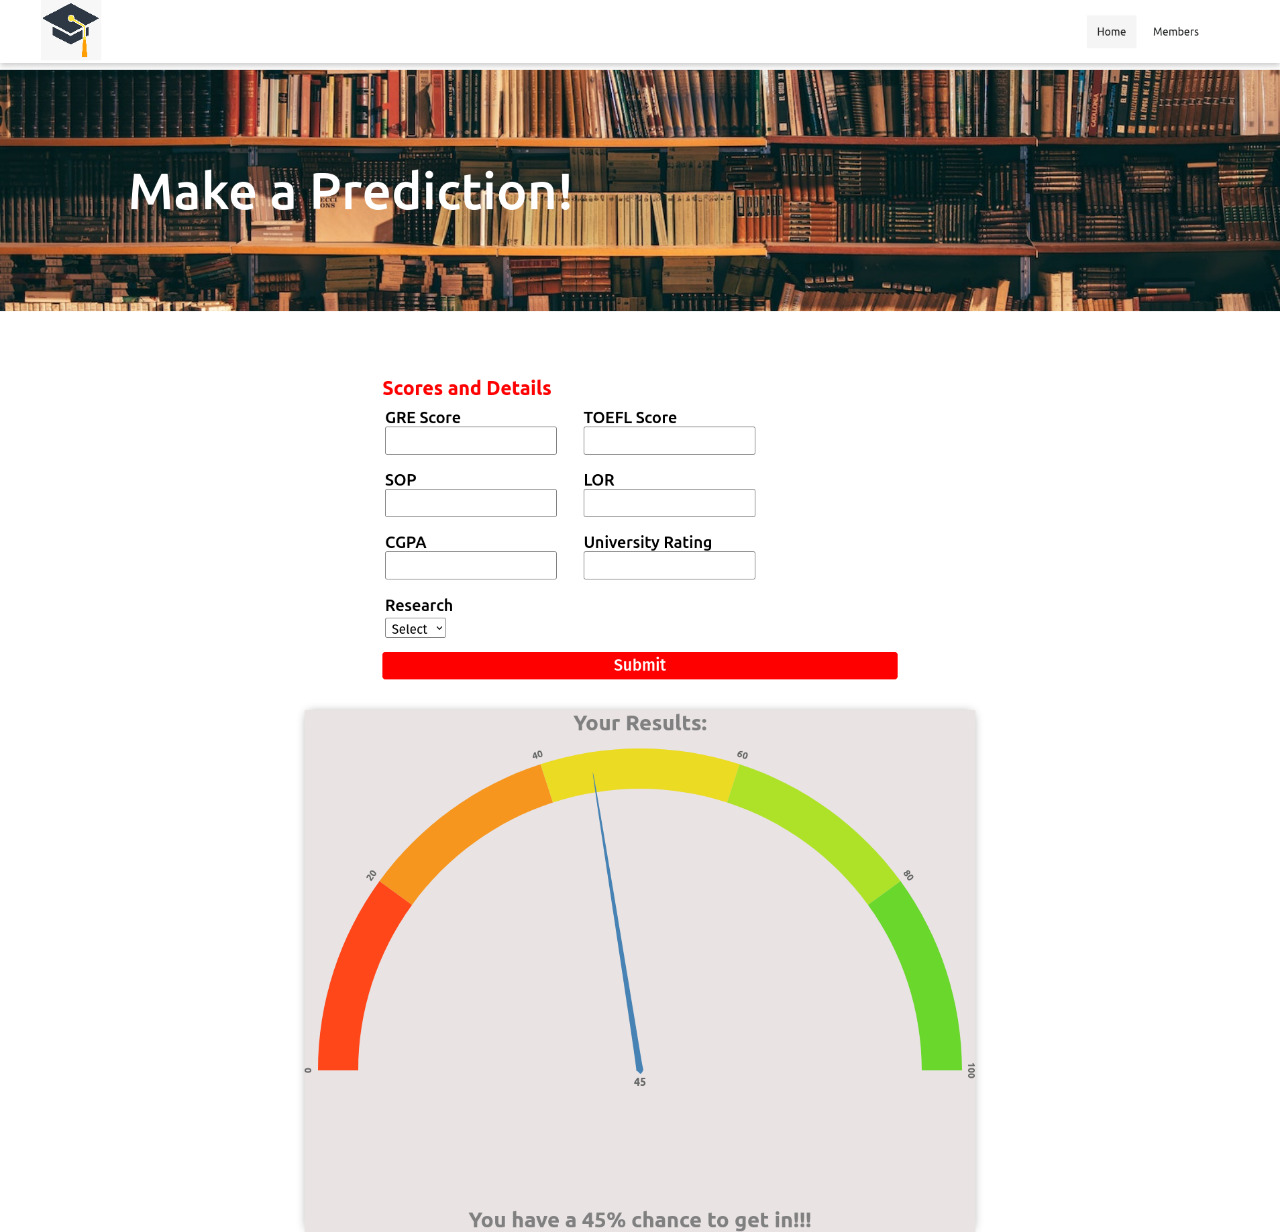 Home Members
Make a Prediction!
Scores and Details
GRE Score TOEFL Score
SOP LOR
CGPA University Rating
Research
Select
Submit
Your Results:
40 60
20 80
0 100
45
You have a 45% chance to get in!!!